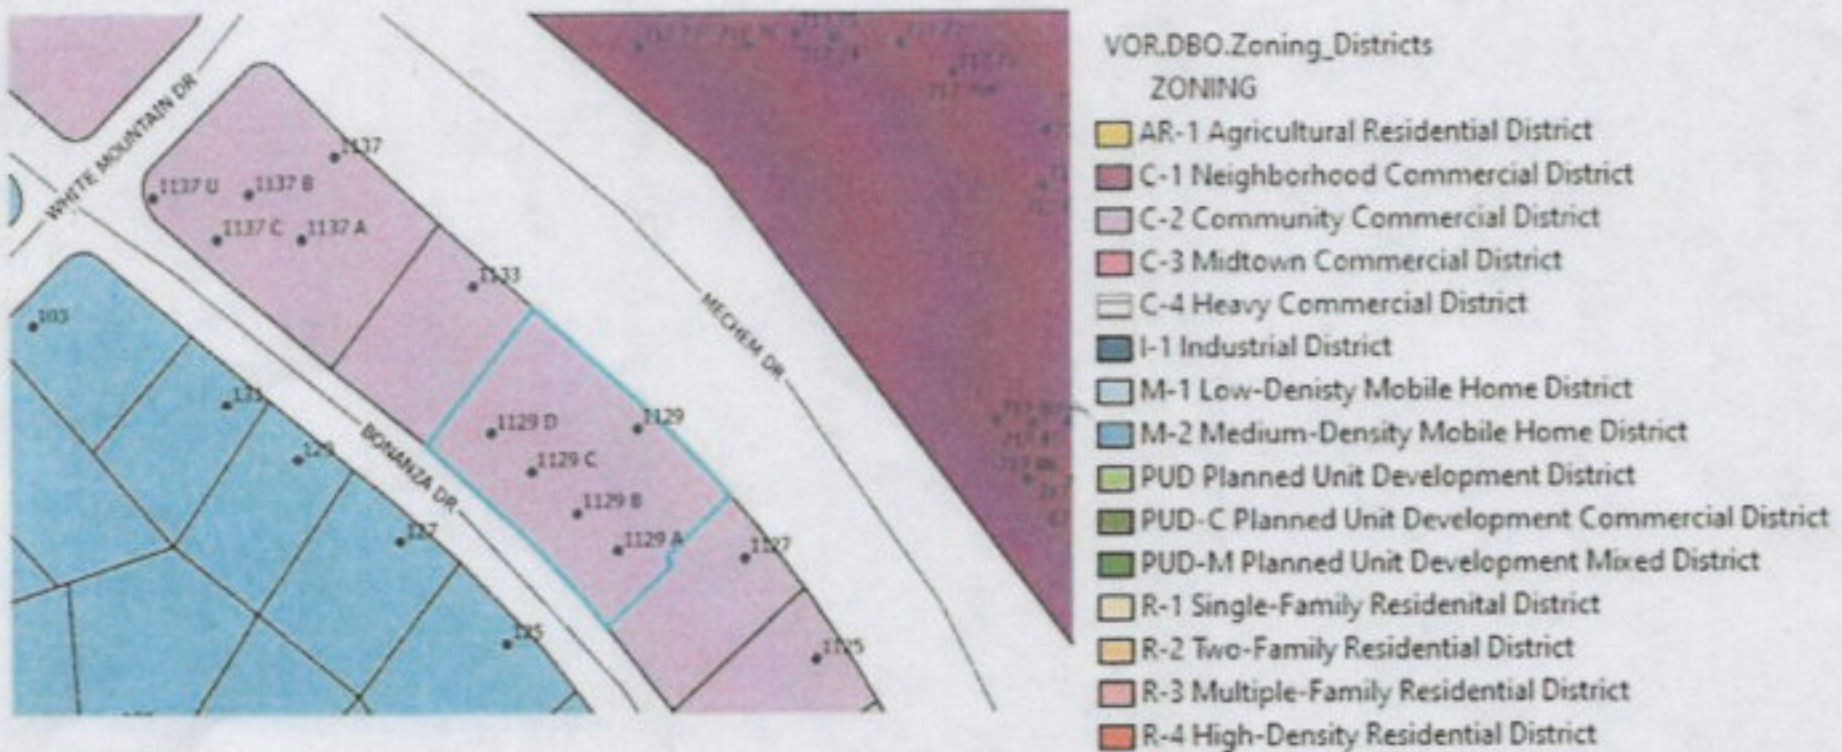 VOR.DBO.Zoning_Districts
ZONING
AR-1 Agricultural Residential District
C-1 Neighborhood Commercial District
C-2 Community Commercial District
C-3 Midtown Commercial District
C-4 Heavy Commercial District
I-1 Industrial District
M-1 Low-Denisty Mobile Home District
M-2 Medium-Density Mobile Home District
PUD Planned Unit Development District
PUD-C Planned Unit Development Commercial District
PUD-M Planned Unit Development Mixed District
R-1 Single-Family Residenital District
R-2 Two-Family Residential District
R-3 Multiple-Family Residential District
R-4 High-Density Residential District
WHITE MOUNTAIN DR
1137
1137 U
1137 B
1137 C
1137 A
1133
MECHEM DR
103
131
BONANZA DR
1129 D
1129
1129 C
1129 B
1129 A
127
1127
125
1125